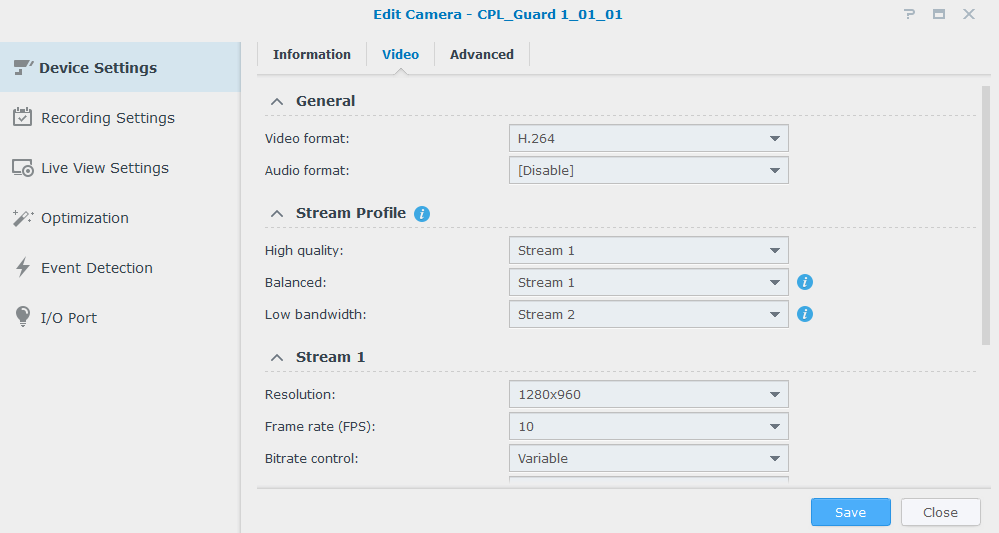 Edit Camera - CPL_Guard 1_01_01
Device Settings
Recording Settings
Live View Settings
Optimization
Event Detection
I/O Port
Information Video Advanced
General
Video format: H.264
Audio format: [Disable]
Stream Profile
High quality: Stream 1
Balanced: Stream 1
Low bandwidth: Stream 2
Stream 1
Resolution: 1280x960
Frame rate (FPS): 10
Bitrate control: Variable
Save Close